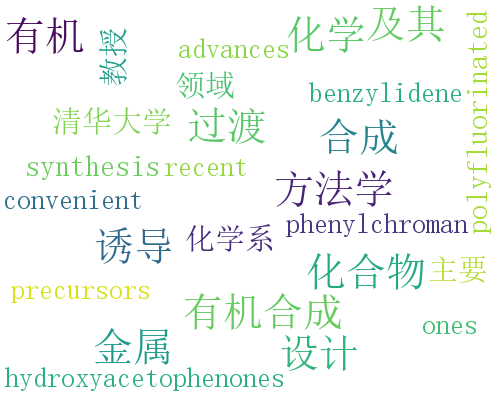 有机
教授
advances
化学
及其
polyfluorinated
领域
benzylidene
清华大学
过渡
合成
synthesis
recent
方法学
convenient
phenylchroman
诱导
化学系
化合物
主要
precursors
有机合成
ones
金属
设计
hydroxyacetophenones